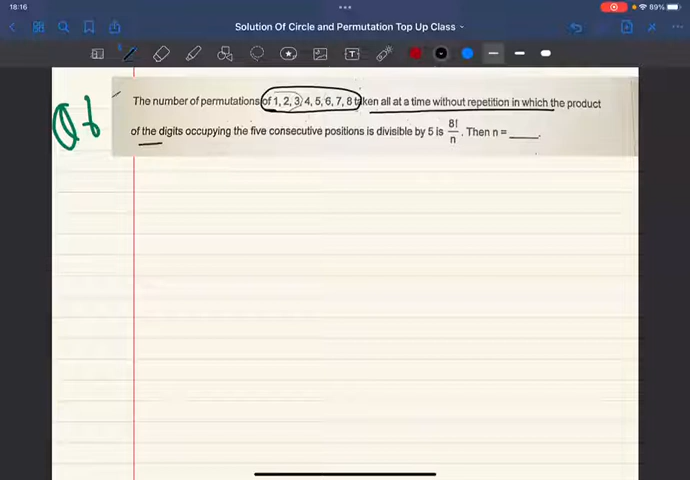 18:16
89%
Solution Of Circle and Permutation Top Up Class
Q6
The number of permutations of 1, 2, 3, 4, 5, 6, 7, 8 taken all at a time without repetition in which the product
of the digits occupying the five consecutive positions is divisible by 5 is 8!/n. Then n = ____.